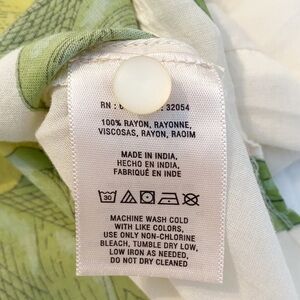 RN : 32054
100% RAYON, RAYONNE,
VISCOSAS, RAYON, RAOIM
MADE IN INDIA,
HECHO EN INDIA,
FABRIQUÉ EN INDE
30
MACHINE WASH COLD
WITH LIKE COLORS,
USE ONLY NON-CHLORINE
BLEACH, TUMBLE DRY LOW,
LOW IRON AS NEEDED,
DO NOT DRY CLEANED